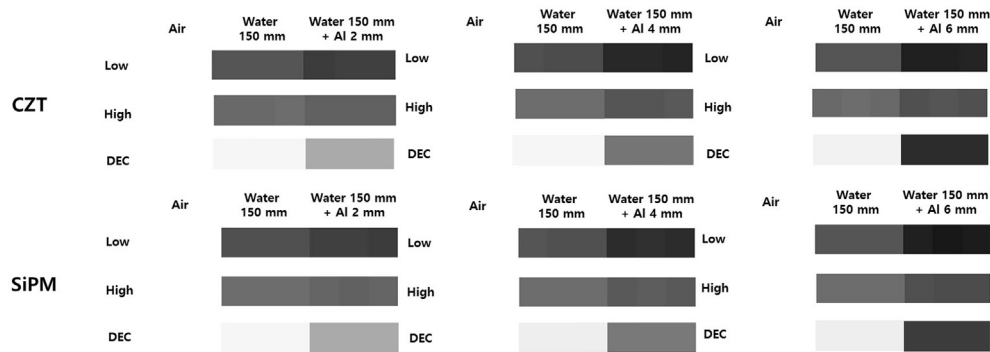 Air Water 150 mm Water 150 mm + Al 2 mm Air Water 150 mm Water 150 mm + Al 4 mm Air Water 150 mm Water 150 mm + Al 6 mm
Low Low Low
CZT
High High High
DEC DEC DEC
Air Water 150 mm Water 150 mm + Al 2 mm Air Water 150 mm Water 150 mm + Al 4 mm Air Water 150 mm Water 150 mm + Al 6 mm
Low Low Low
SiPM
High High High
DEC DEC DEC